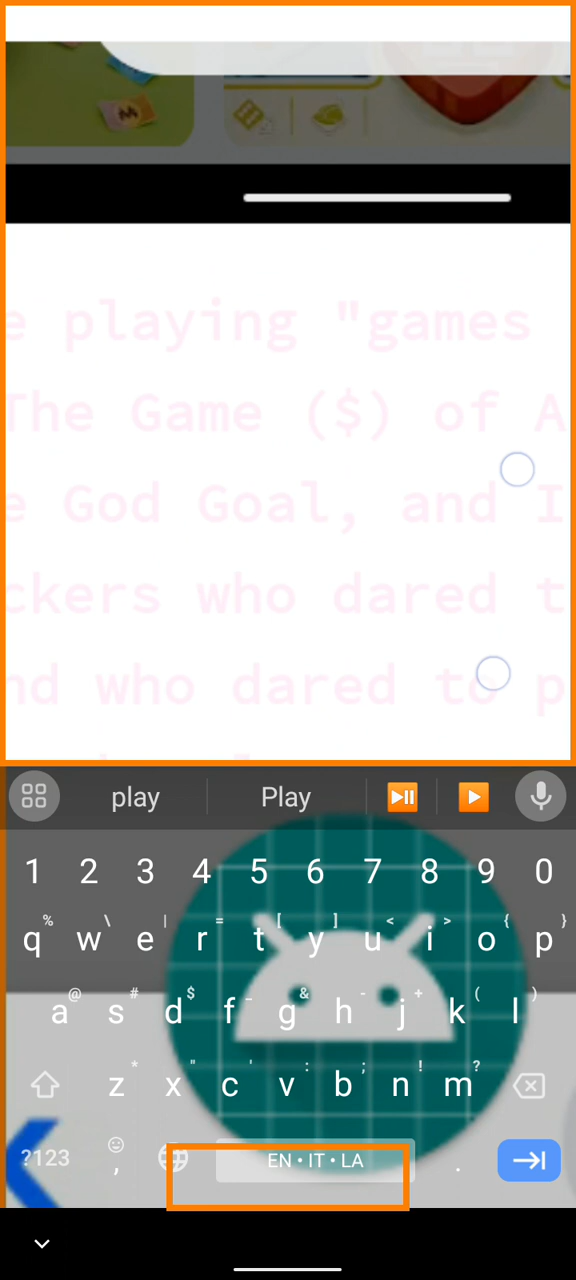 e playing "games
The Game ($) of A
e God Goal, and I
ckers who dared t
nd who dared to p
play Play
1 2 3 4 5 6 7 8 9 0
% \ | = [ ] < > { }
q w e r t y u i o p
@ # $ _ & - + ( )
a s d f g h j k l
* " ' : ; ! ?
z x c v b n m
?123 , EN • IT • LA .